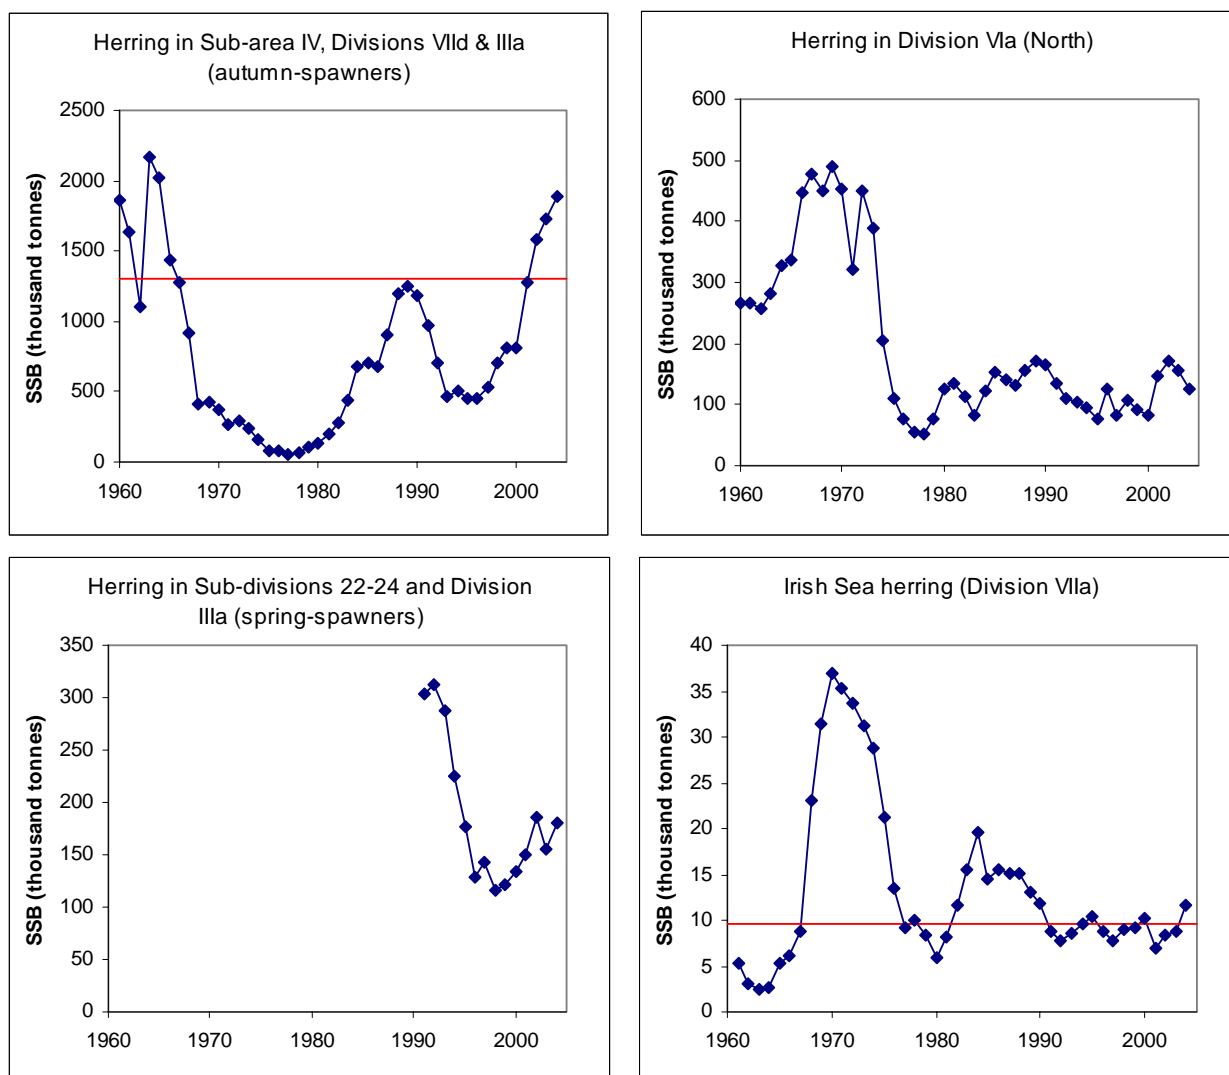 Herring in Sub-area IV, Divisions VIId & IIIa
(autumn-spawners)
SSB (thousand tonnes)
2500
2000
1500
1000
500
0
1960 1970 1980 1990 2000
Herring in Division VIa (North)
SSB (thousand tonnes)
600
500
400
300
200
100
0
1960 1970 1980 1990 2000
Herring in Sub-divisions 22-24 and Division
IIIa (spring-spawners)
SSB (thousand tonnes)
350
300
250
200
150
100
50
0
1960 1970 1980 1990 2000
Irish Sea herring (Division VIIa)
SSB (thousand tonnes)
40
35
30
25
20
15
10
5
0
1960 1970 1980 1990 2000